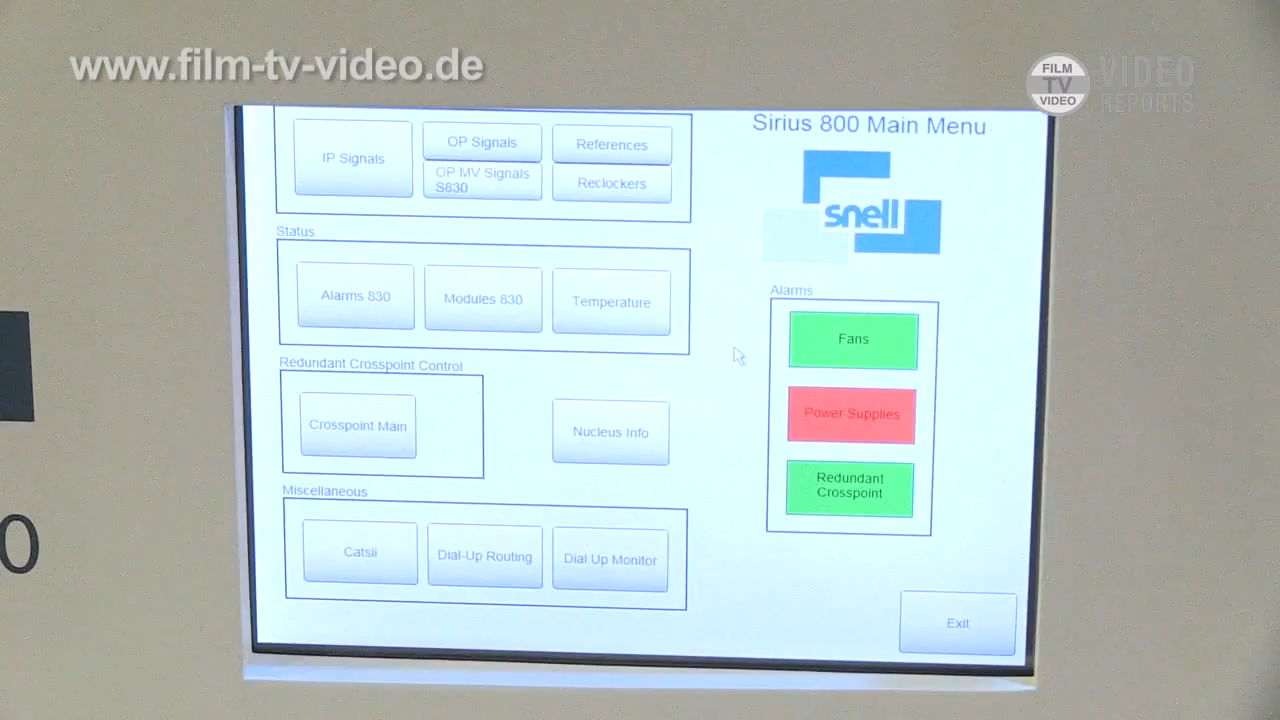 www.film-tv-video.de
FILM
TV
VIDEO
VIDEO
REPORTS
Sirius 800 Main Menu
IP Signals
OP Signals
References
OP MV Signals
S830
Reclockers
snell
Status
Alarms 830
Modules 830
Temperature
Alarms
Fans
Power Supplies
Redundant
Crosspoint
Redundant Crosspoint Control
Crosspoint Main
Nucleus Info
Miscellaneous
Catsii
Dial-Up Routing
Dial Up Monitor
Exit
0